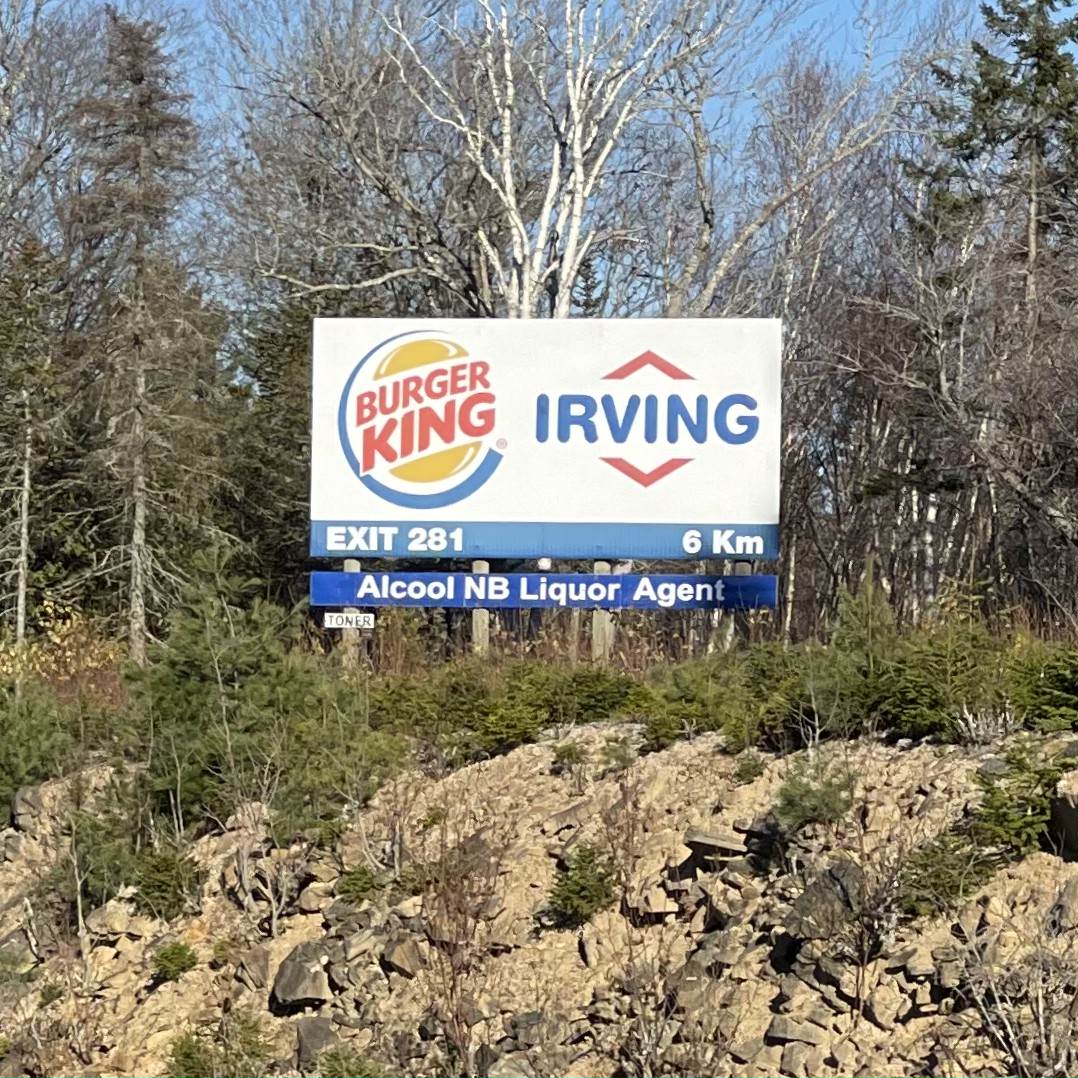 BURGER
KING
®
IRVING
EXIT 281 6 Km
Alcool NB Liquor Agent
TONER